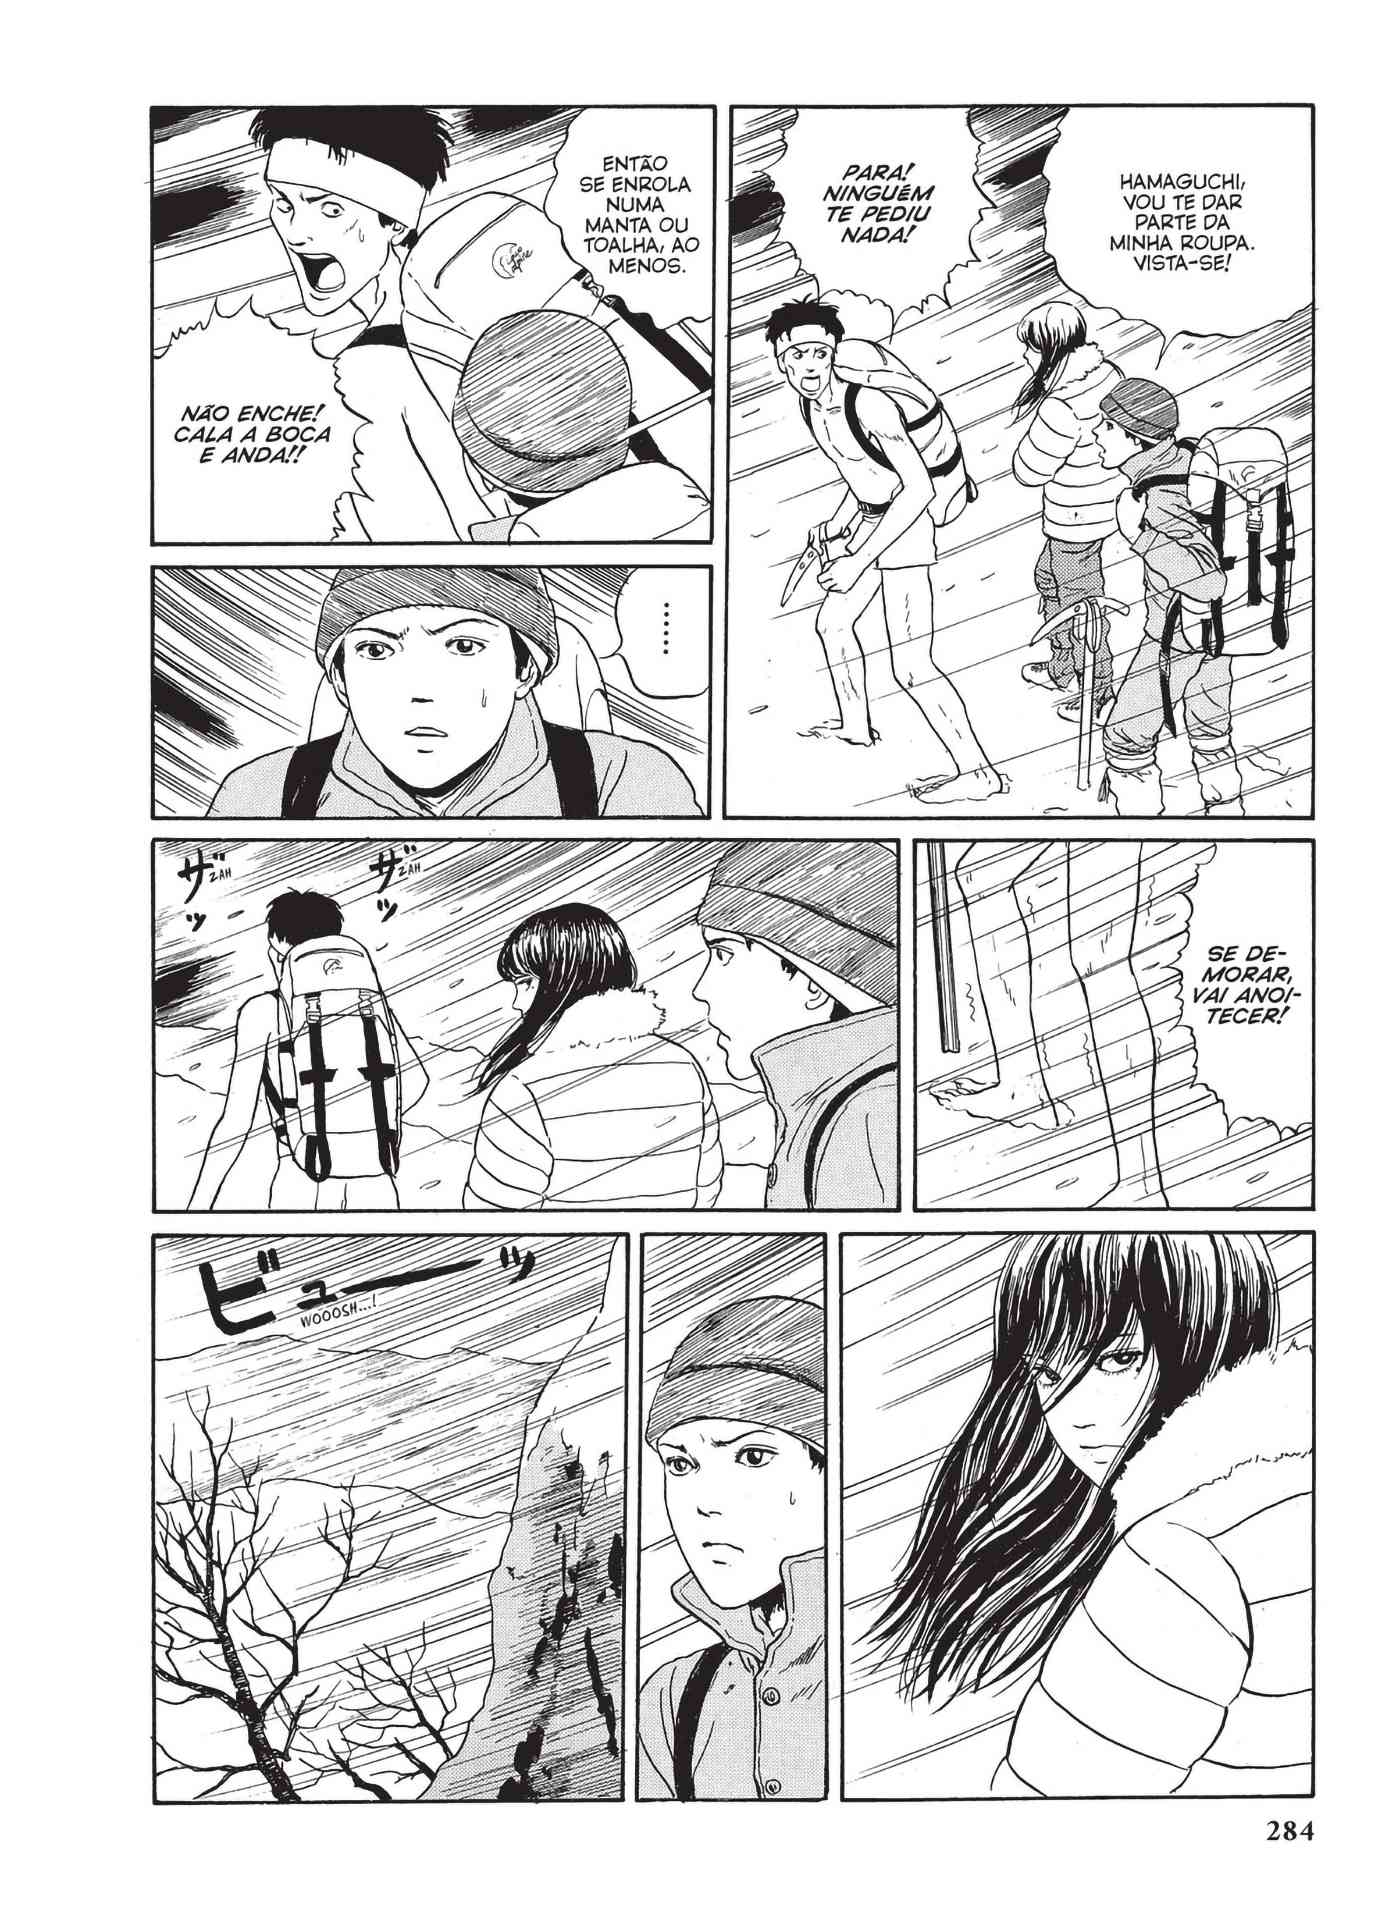 HAMAGUCHI,
VOU TE DAR
PARTE DA
MINHA ROUPA.
VISTA-SE!
PARA!
NINGUÉM
TE PEDIU
NADA!
ENTÃO
SE ENROLA
NUMA
MANTA OU
TOALHA, AO
MENOS.
NÃO ENCHE!
CALA A BOCA
E ANDA!!
......
SE DE-
MORAR,
VAI ANOI-
TECER!
ザッ
ZAH
ザッ
ZAH
ビューッ
WOOOSH...!
284